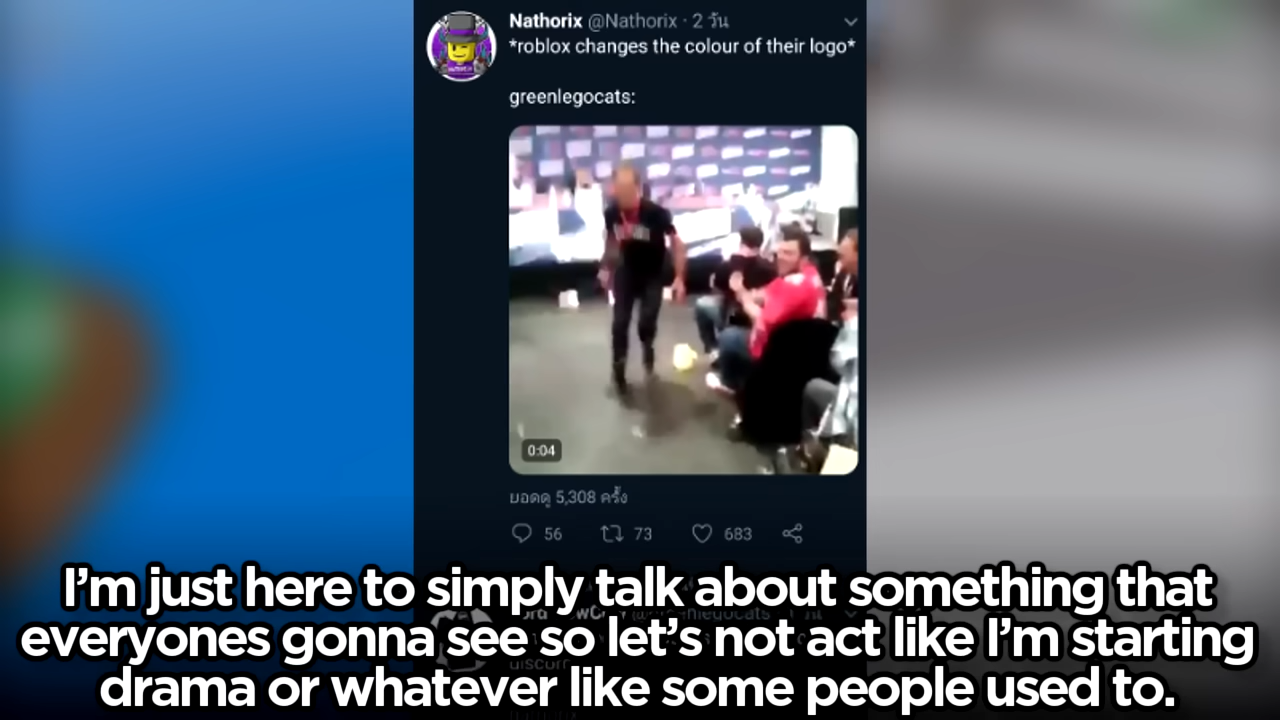 Nathorix @Nathorix · 2 วัน
*roblox changes the colour of their logo*
greenlegocats:
0:04
ยอดดู 5,308 ครั้ง
56 73 683
I'm just here to simply talk about something that
everyones gonna see so let's not act like I'm starting
drama or whatever like some people used to.
discord